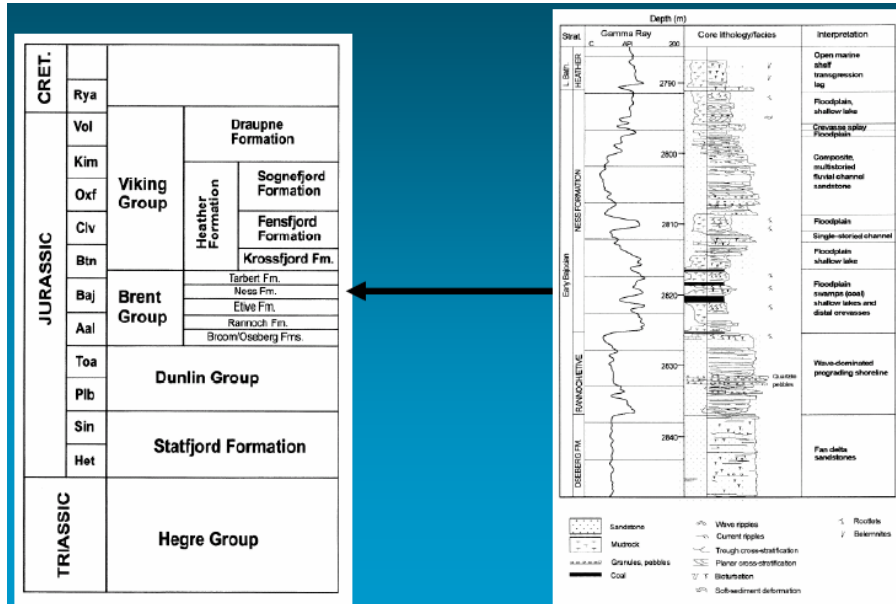 CRET.
JURASSIC
TRIASSIC
Rya
Vol
Kim
Oxf
Clv
Btn
Baj
Aal
Toa
Plb
Sin
Het
Viking
Group
Brent
Group
Draupne
Formation
Heather
Formation
Sognefjord
Formation
Fensfjord
Formation
Krossfjord Fm.
Tarbert Fm.
Ness Fm.
Etive Fm.
Rannoch Fm.
Broom/Oseberg Fms.
Dunlin Group
Statfjord Formation
Hegre Group
Depth (m)
Strat.
Gamma Ray
Core lithology/facies
Interpretation
C API 200
L Bath.
HEATHER
Early Bajocian
NESS FORMATION
RANNOCH/ETIVE
OSEBERG FM.
2790
2800
2810
2820
2830
2840
Open marine
shelf
transgression
lag
Floodplain,
shallow lake
Crevasse splay
Floodplain
Composite,
multistoried
fluvial channel
sandstone
Floodplain
Single-storied channel
Floodplain
shallow lake
Floodplain
swamps (coal)
shallow lakes and
distal crevasses
Quartzite
pebbles
Wave-dominated
prograding shoreline
Fan delta
sandstones
Sandstone
Mudrock
Granules, pebbles
Coal
Wave ripples
Current ripples
Trough cross-stratification
Planar cross-stratification
Bioturbation
Soft-sediment deformation
Rootlets
Belemnites